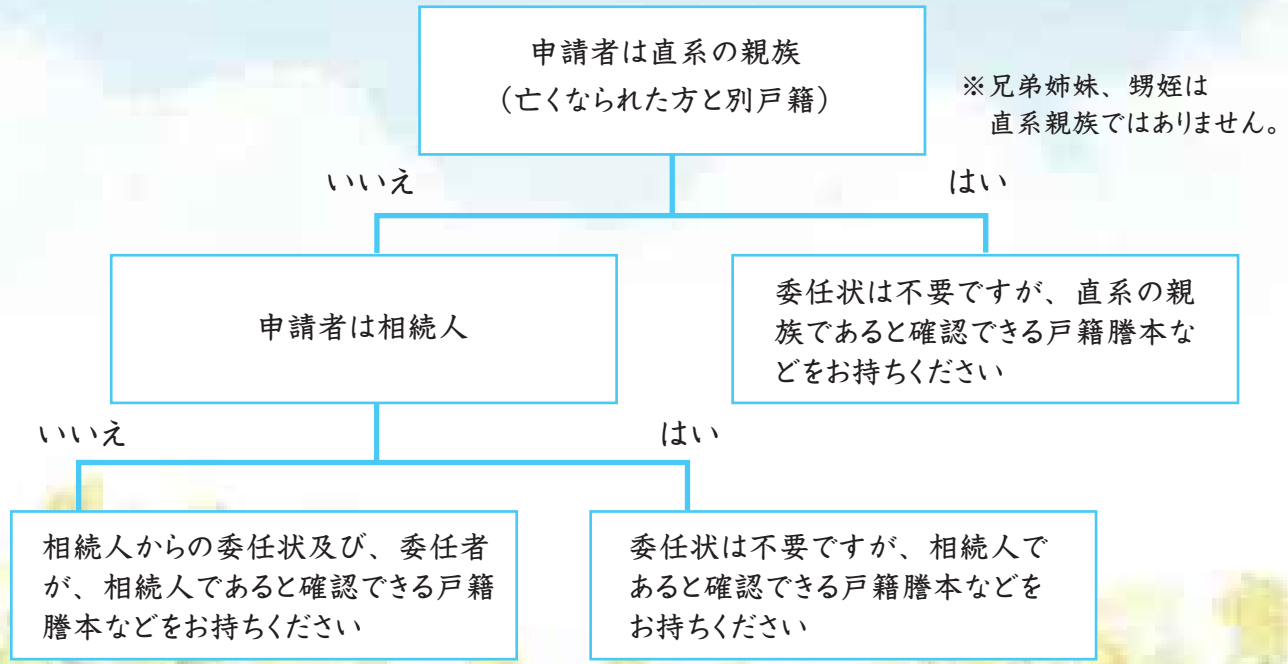 申請者は直系の親族
（亡くなられた方と別戸籍）
※兄弟姉妹、甥姪は
直系親族ではありません。
いいえ
はい
申請者は相続人
委任状は不要ですが、直系の親
族であると確認できる戸籍謄本な
どをお持ちください
いいえ
はい
相続人からの委任状及び、委任者
が、相続人であると確認できる戸籍
謄本などをお持ちください
委任状は不要ですが、相続人で
あると確認できる戸籍謄本などを
お持ちください